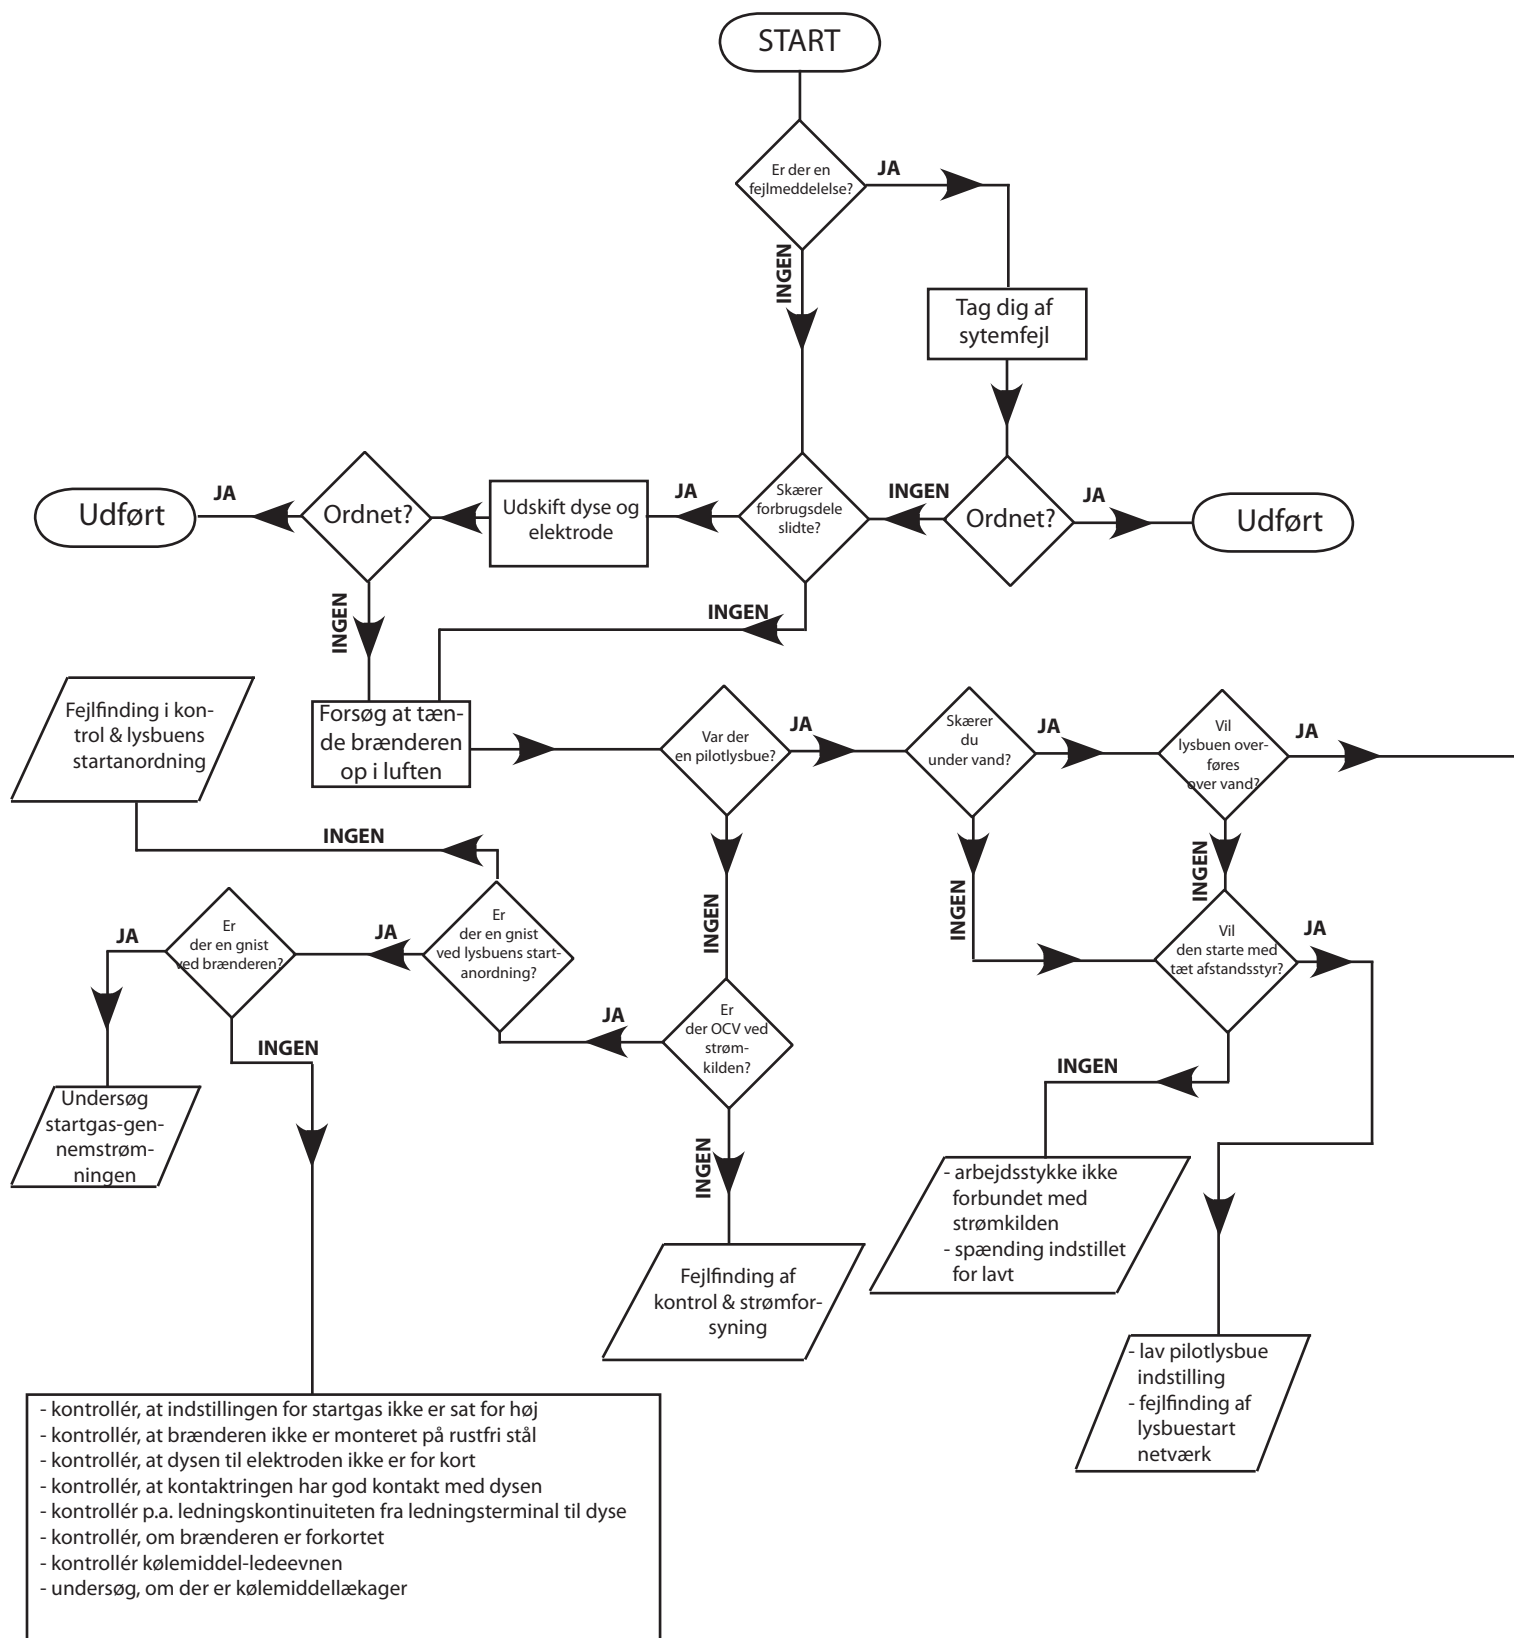 START
Er der en
fejlmeddelelse?
JA
INGEN
Tag dig af
sytemfejl
Ordnet?
JA
Udført
INGEN
Skærer
forbrugsdele
slidte?
JA
Udskift dyse og
elektrode
Ordnet?
JA
Udført
INGEN
INGEN
Forsøg at tæn-
de brænderen
op i luften
Var der
en pilotlysbue?
JA
Skærer
du
under vand?
JA
Vil
lysbuen over-
føres
over vand?
JA
INGEN
INGEN
INGEN
Vil
den starte med
tæt afstandsstyr?
JA
INGEN
- arbejdsstykke ikke
forbundet med
strømkilden
- spænding indstillet
for lavt
- lav pilotlysbue
indstilling
- fejlfinding af
lysbuestart
netværk
Er
der OCV ved
strøm-
kilden?
JA
INGEN
Fejlfinding af
kontrol & strømfor-
syning
Er
der en gnist
ved lysbuens start-
anordning?
INGEN
Fejlfinding i kon-
trol & lysbuens
startanordning
JA
Er
der en gnist
ved brænderen?
JA
Undersøg
startgas-gen-
nemstrøm-
ningen
INGEN
- kontrollér, at indstillingen for startgas ikke er sat for høj
- kontrollér, at brænderen ikke er monteret på rustfri stål
- kontrollér, at dysen til elektroden ikke er for kort
- kontrollér, at kontaktringen har god kontakt med dysen
- kontrollér p.a. ledningskontinuiteten fra ledningsterminal til dyse
- kontrollér, om brænderen er forkortet
- kontrollér kølemiddel-ledeevnen
- undersøg, om der er kølemiddellækager